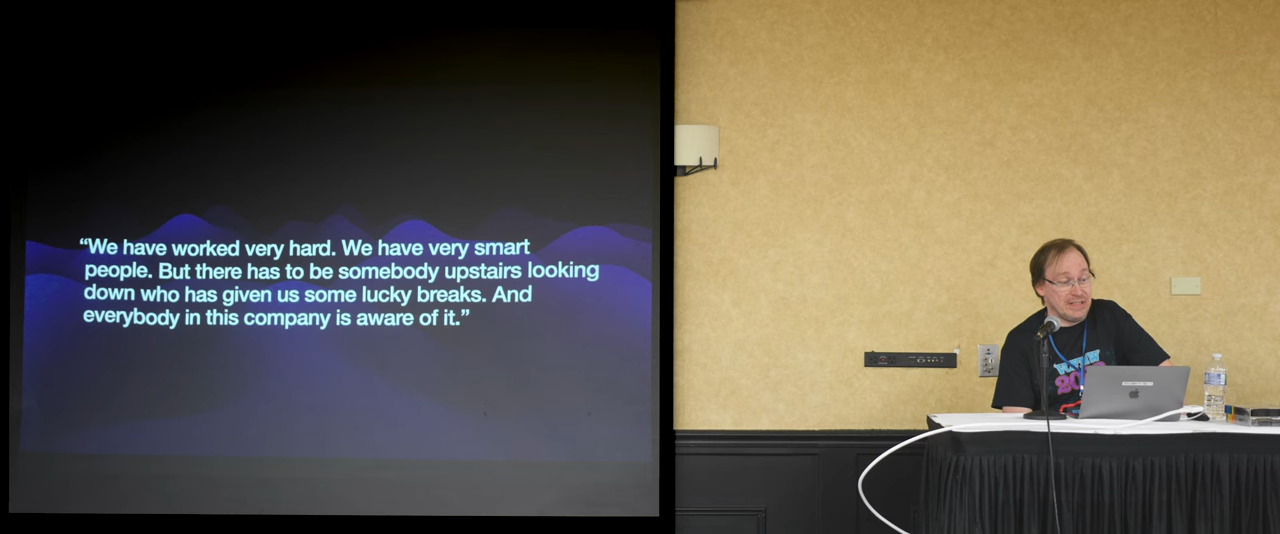 “We have worked very hard. We have very smart
people. But there has to be somebody upstairs looking
down who has given us some lucky breaks. And
everybody in this company is aware of it.”